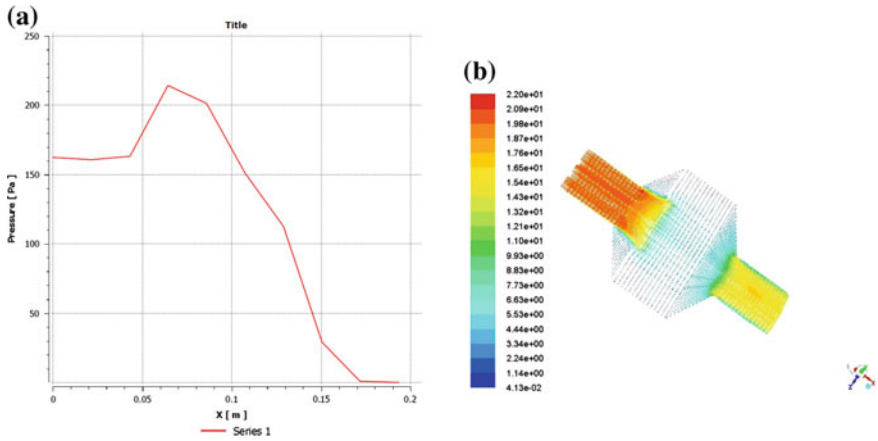 (a)
Title
250
200
150
100
50
Pressure [ Pa ]
0
0.05
0.1
0.15
0.2
X [ m ]
Series 1
(b)
2.20e+01
2.09e+01
1.98e+01
1.87e+01
1.76e+01
1.65e+01
1.54e+01
1.43e+01
1.32e+01
1.21e+01
1.10e+01
9.93e+00
8.83e+00
7.73e+00
6.63e+00
5.53e+00
4.44e+00
3.34e+00
2.24e+00
1.14e+00
4.13e-02
Z
X